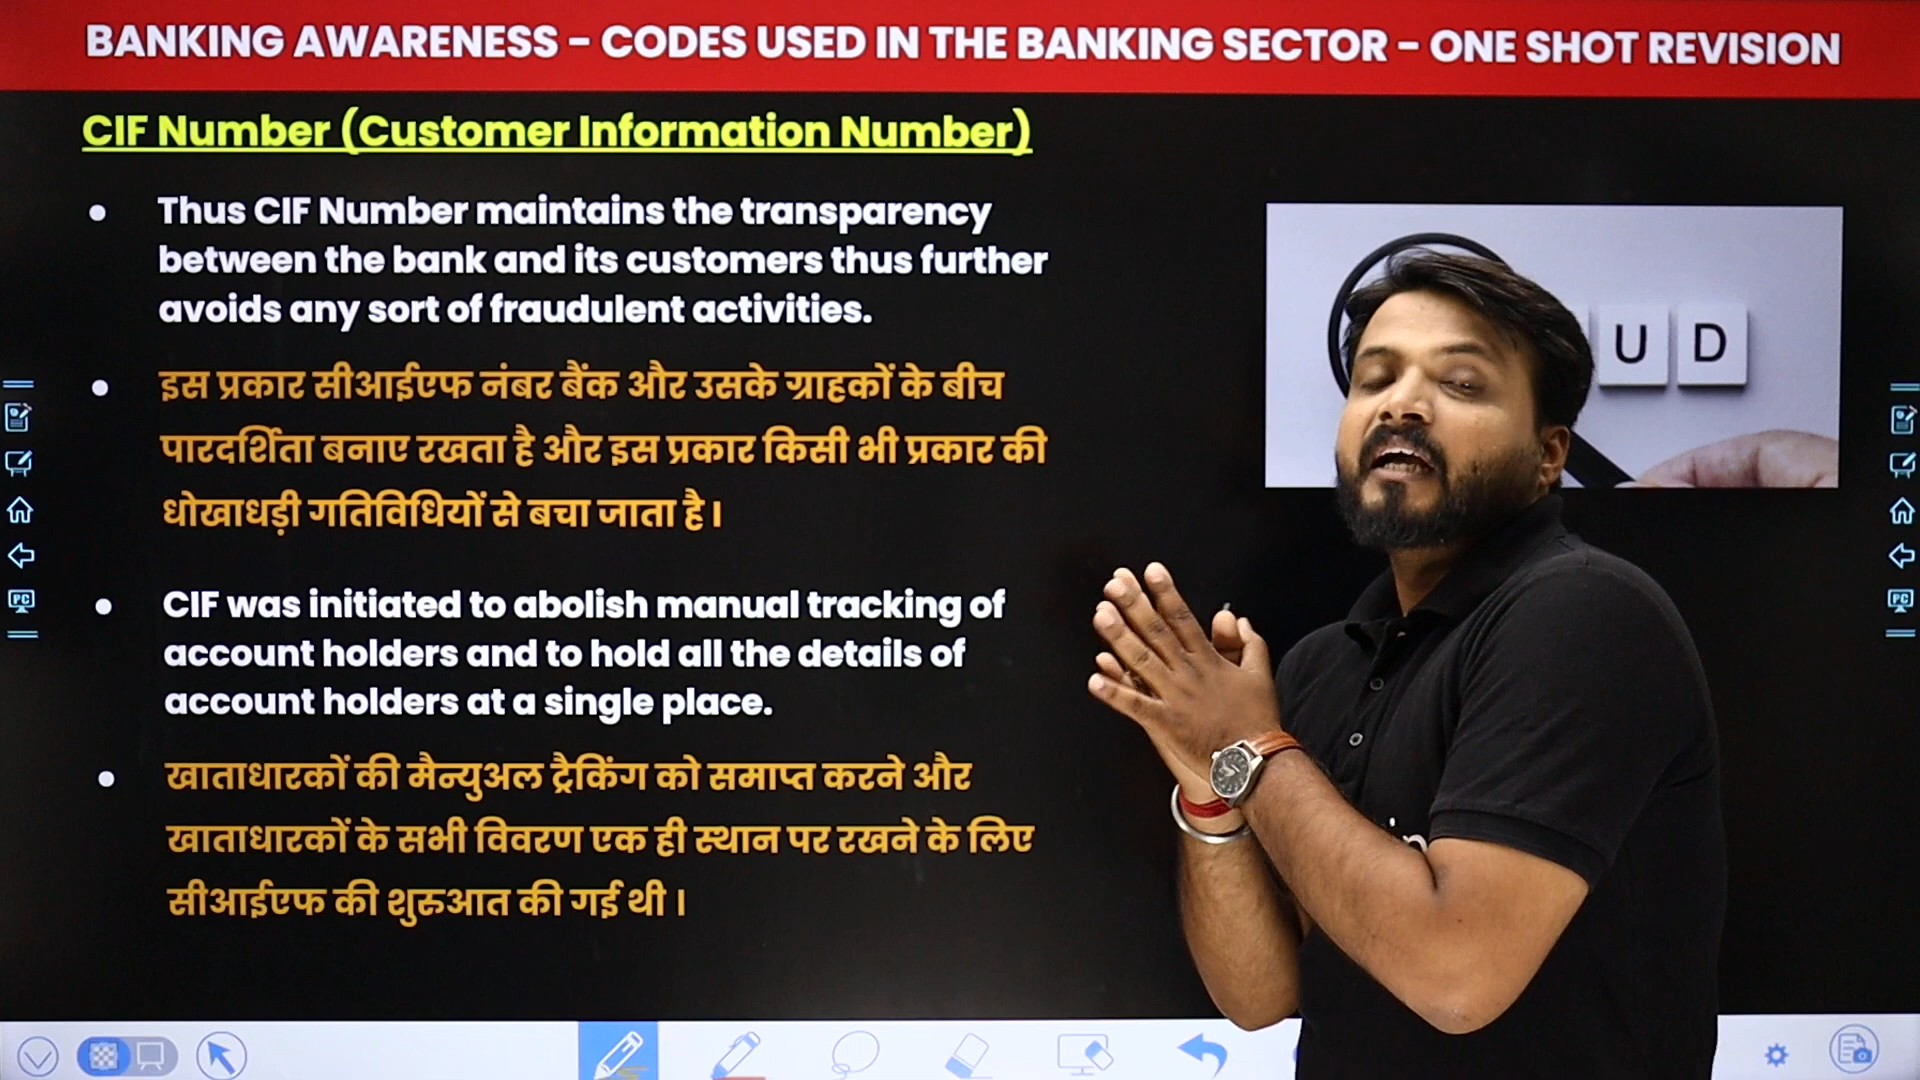 BANKING AWARENESS – CODES USED IN THE BANKING SECTOR – ONE SHOT REVISION
CIF Number (Customer Information Number)
• Thus CIF Number maintains the transparency
between the bank and its customers thus further
avoids any sort of fraudulent activities.
• इस प्रकार सीआईएफ नंबर बैंक और उसके ग्राहकों के बीच
पारदर्शिता बनाए रखता है और इस प्रकार किसी भी प्रकार की
धोखाधड़ी गतिविधियों से बचा जाता है।
• CIF was initiated to abolish manual tracking of
account holders and to hold all the details of
account holders at a single place.
• खाताधारकों की मैन्युअल ट्रैकिंग को समाप्त करने और
खाताधारकों के सभी विवरण एक ही स्थान पर रखने के लिए
सीआईएफ की शुरुआत की गई थी।
U D
PC
PC